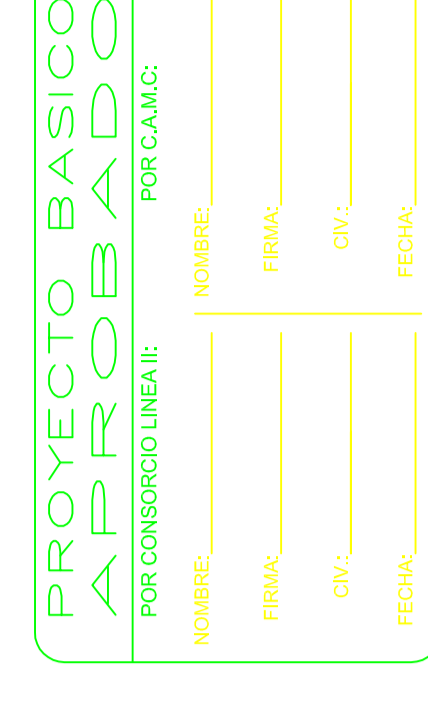 PROYECTO BASICO
APROBADO
POR CONSORCIO LINEA II:
NOMBRE:
FIRMA:
CIV.:
FECHA:
POR C.A.M.C:
NOMBRE:
FIRMA:
CIV.:
FECHA: